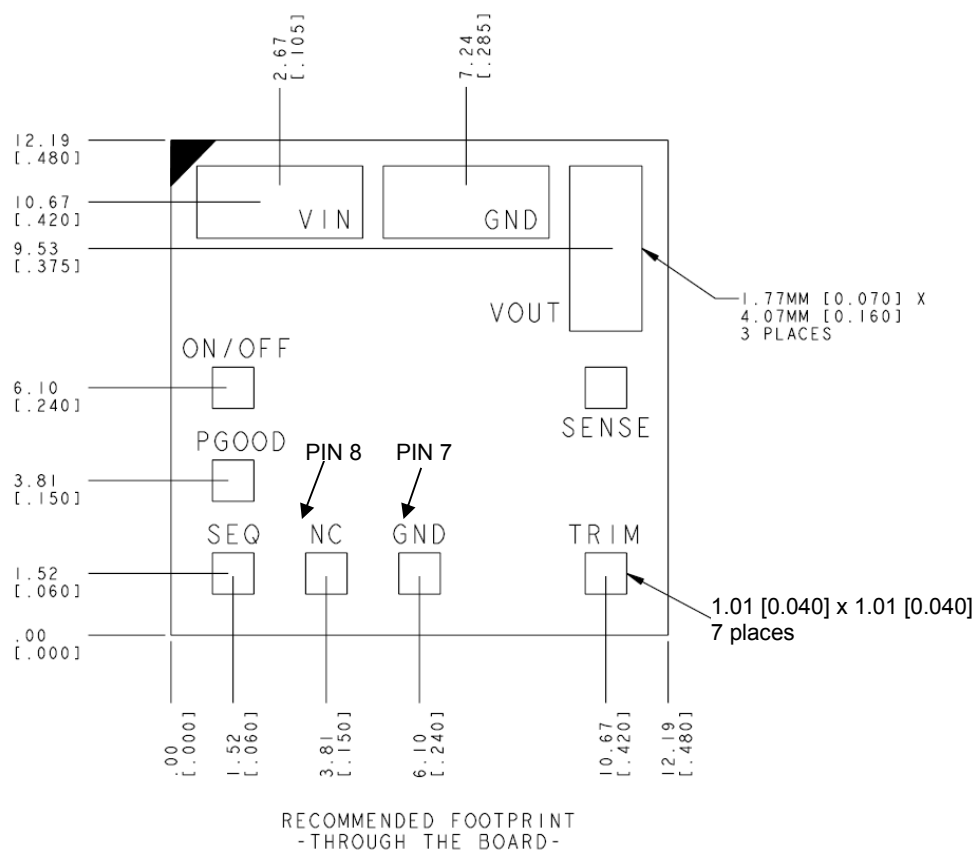 2.67
[.105]
7.24
[.285]
12.19
[.480]
10.67
[.420]
VIN
GND
9.53
[.375]
1.77MM [0.070] X
4.07MM [0.160]
3 PLACES
VOUT
ON/OFF
6.10
[.240]
SENSE
PGOOD
PIN 8
PIN 7
3.81
[.150]
SEQ
NC
GND
TRIM
1.52
[.060]
1.01 [0.040] x 1.01 [0.040]
7 places
.00
[.000]
.00
[.000]
1.52
[.060]
3.81
[.150]
6.10
[.240]
10.67
[.420]
12.19
[.480]
RECOMMENDED FOOTPRINT
-THROUGH THE BOARD-